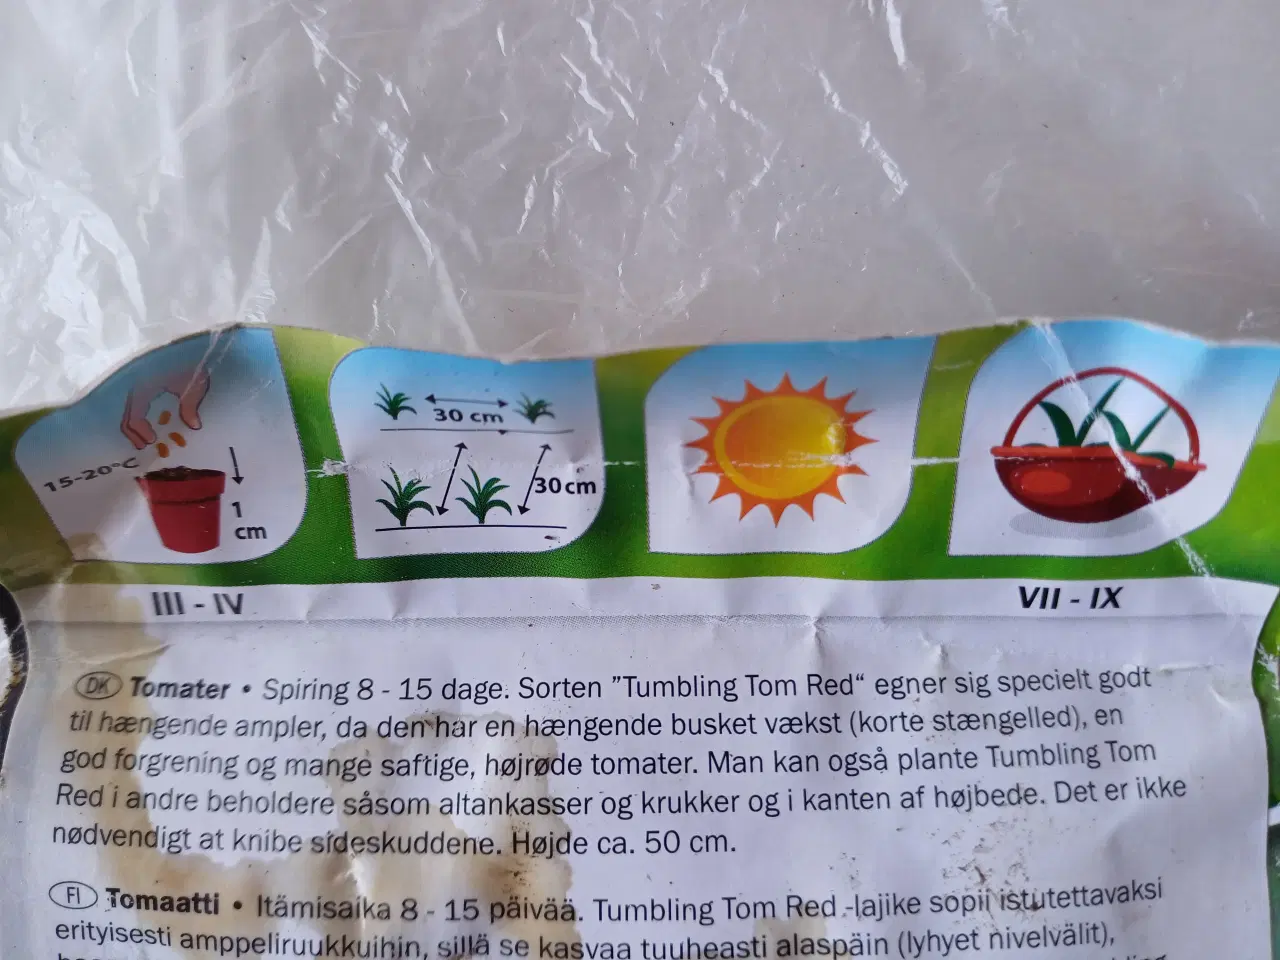 15-20°C
1
cm
30 cm
30 cm
III - IV
VII - IX
DK Tomater • Spiring 8 - 15 dage. Sorten ”Tumbling Tom Red“ egner sig specielt godt
til hængende ampler, da den har en hængende busket vækst (korte stængelled), en
god forgrening og mange saftige, højrøde tomater. Man kan også plante Tumbling Tom
Red i andre beholdere såsom altankasser og krukker og i kanten af højbede. Det er ikke
nødvendigt at knibe sideskuddene. Højde ca. 50 cm.
FI Tomaatti • Itämisaika 8 - 15 päivää. Tumbling Tom Red -lajike sopii istutettavaksi
erityisesti amppeliruukkuihin, sillä se kasvaa tuuheasti alaspäin (lyhyet nivelvälit),